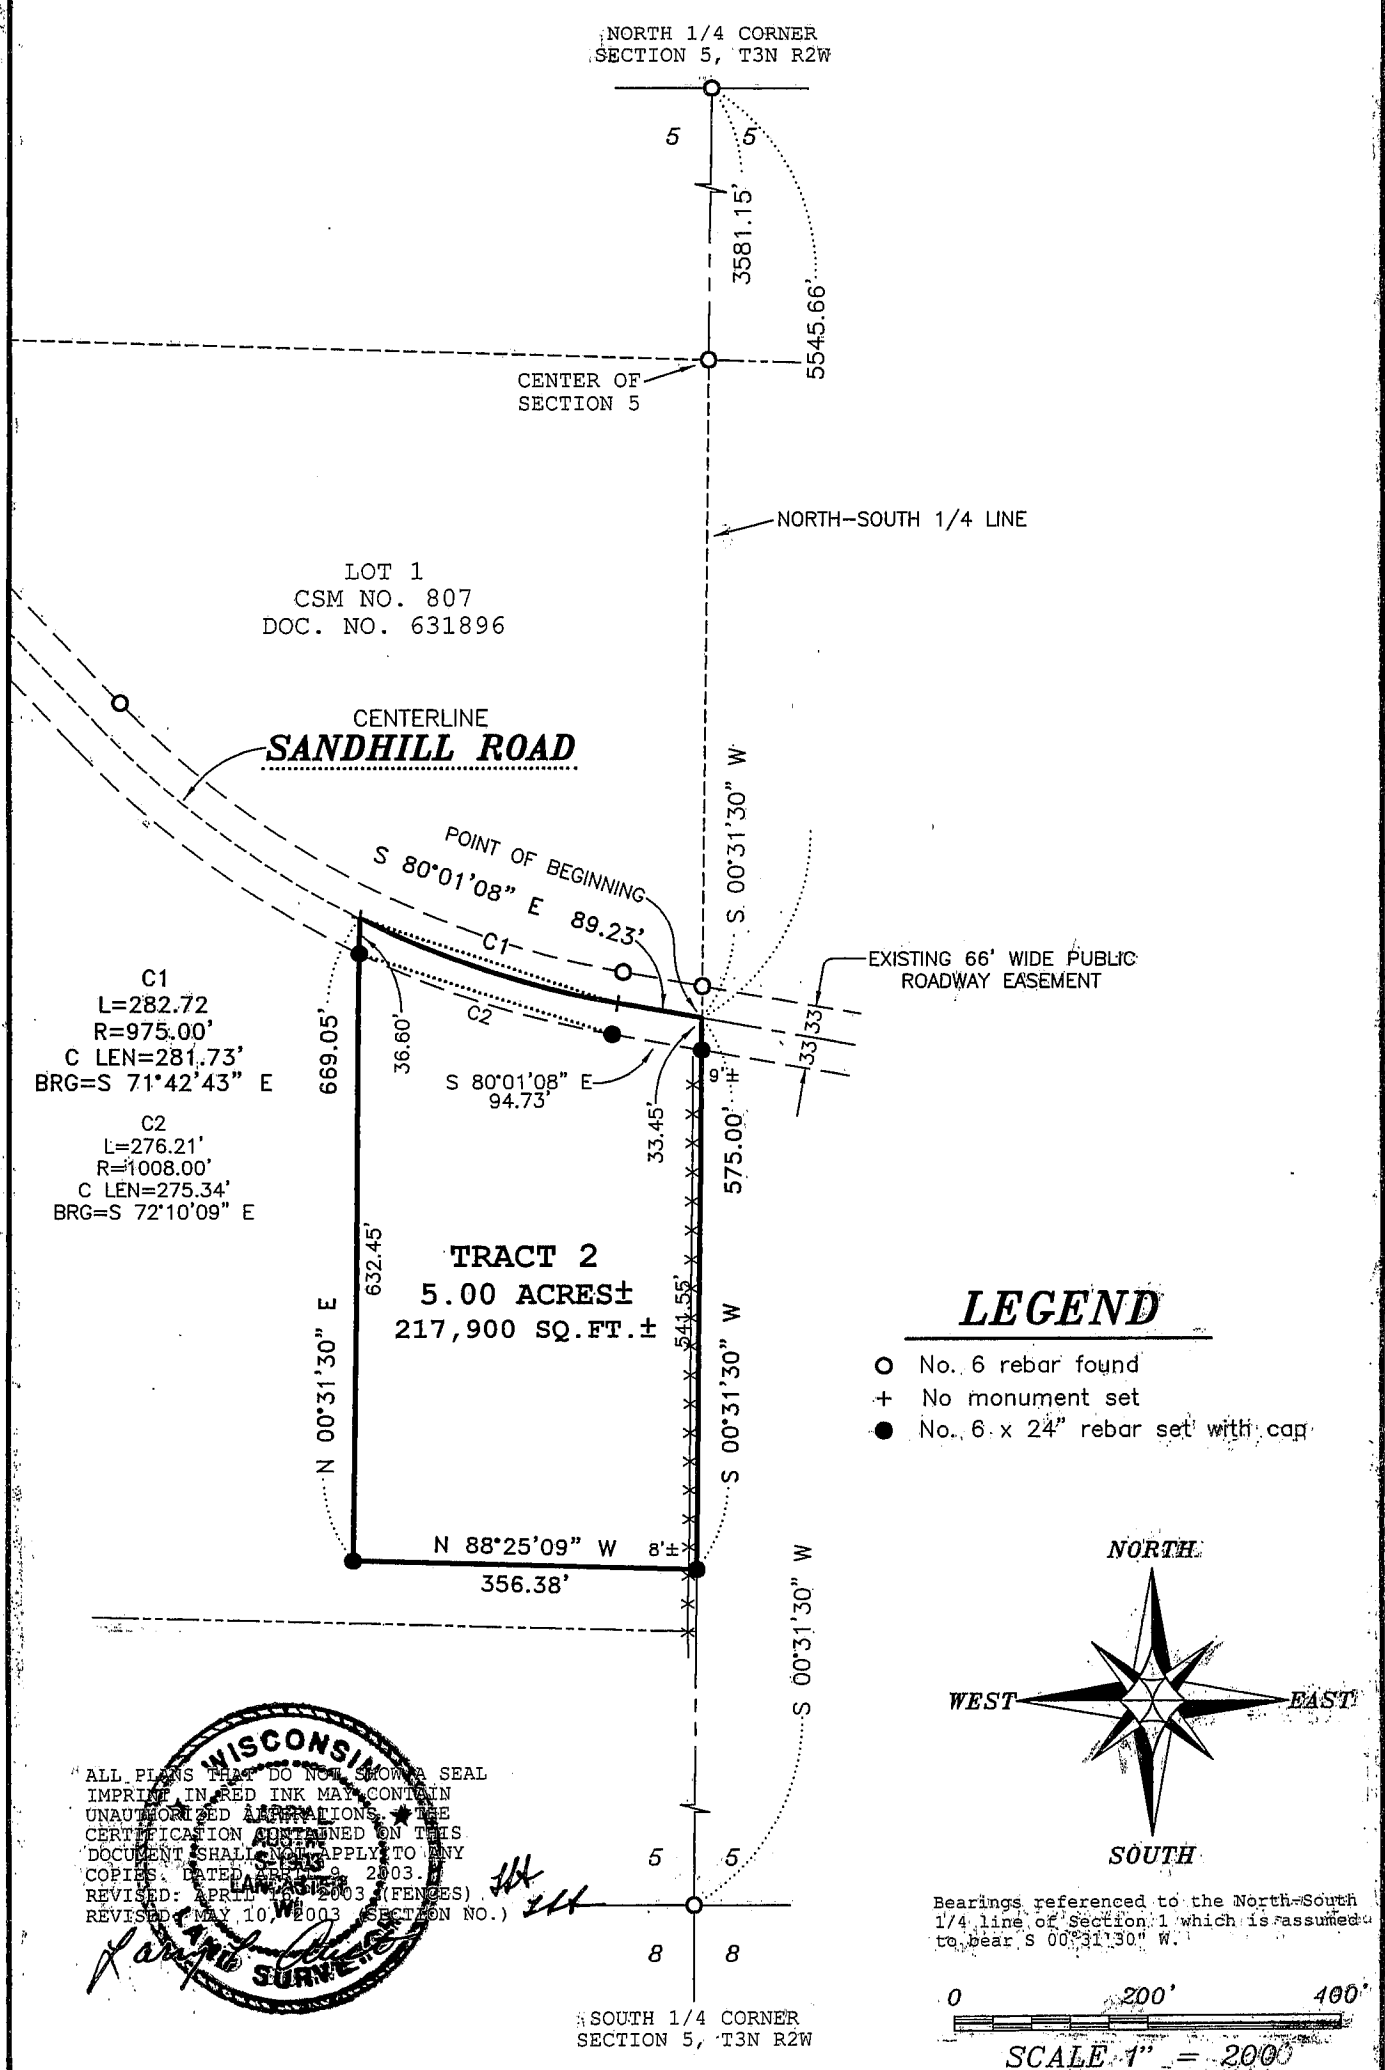 NORTH 1/4 CORNER
SECTION 5, T3N R2W
5 5
3581.15'
5545.66'
CENTER OF
SECTION 5
NORTH-SOUTH 1/4 LINE
LOT 1
CSM NO. 807
DOC. NO. 631896
CENTERLINE
SANDHILL ROAD
S 00°31'30" W
POINT OF BEGINNING
S 80°01'08" E 89.23'
C1
C2
EXISTING 66' WIDE PUBLIC
ROADWAY EASEMENT
33'
33'
C1
L=282.72
R=975.00'
C LEN=281.73'
BRG=S 71°42'43" E
C2
L=276.21'
R=1008.00'
C LEN=275.34'
BRG=S 72°10'09" E
669.05'
36.60'
S 80°01'08" E
94.73'
9'±
33.45'
575.00'
632.45'
TRACT 2
5.00 ACRES±
217,900 SQ.FT.±
541.55'
N 00°31'30" E
S 00°31'30" W
N 88°25'09" W 8'±
356.38'
S 00°31'30" W
LEGEND
No. 6 rebar found
No monument set
No. 6 x 24" rebar set with cap
NORTH
WEST EAST
SOUTH
WISCONSIN
LAND SURVEYOR
ALL PLANS THAT DO NOT SHOW A SEAL
IMPRINT IN RED INK MAY CONTAIN
UNAUTHORIZED ALTERATIONS. THE
CERTIFICATION CONTAINED ON THIS
DOCUMENT SHALL NOT APPLY TO ANY
COPIES. DATED APRIL 9, 2003.
REVISED: APRIL 16, 2003 (FENCES)
REVISED: MAY 10, 2003 (SECTION NO.)
5 5
8 8
SOUTH 1/4 CORNER
SECTION 5, T3N R2W
Bearings referenced to the North-South
1/4 line of Section 1 which is assumed
to bear S 00°31'30" W.
0 200' 400'
SCALE 1" = 200'